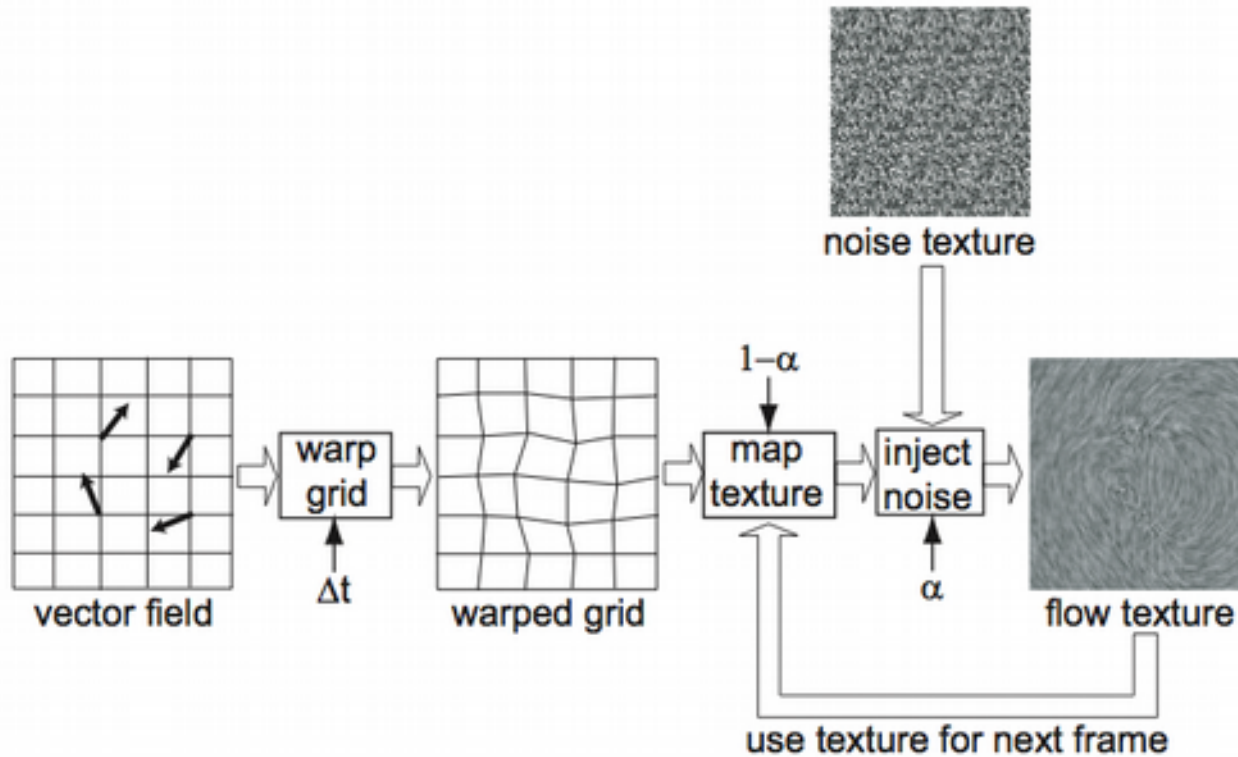 noise texture
1−α
warp
grid
map
texture
inject
noise
Δt
α
vector field
warped grid
flow texture
use texture for next frame